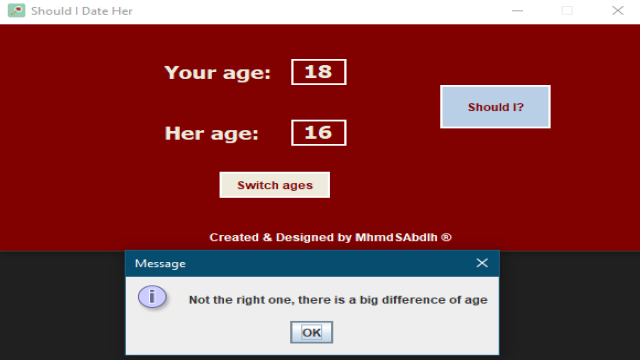 Should I Date Her
Your age: 18
Should I?
Her age: 16
Switch ages
Created & Designed by MhmdSAbdlh ®
Message
Not the right one, there is a big difference of age
OK